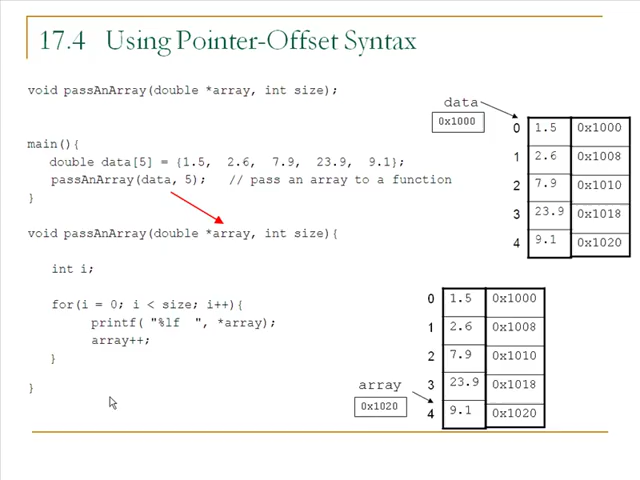 17.4 Using Pointer-Offset Syntax
void passAnArray(double *array, int size);
main(){
double data[5] = {1.5, 2.6, 7.9, 23.9, 9.1};
passAnArray(data, 5); // pass an array to a function
}
void passAnArray(double *array, int size){
int i;
for(i = 0; i < size; i++){
printf( "%lf ", *array);
array++;
}
}
data
0x1000
0 1.5 0x1000
1 2.6 0x1008
2 7.9 0x1010
3 23.9 0x1018
4 9.1 0x1020
array
0x1020
0 1.5 0x1000
1 2.6 0x1008
2 7.9 0x1010
3 23.9 0x1018
4 9.1 0x1020